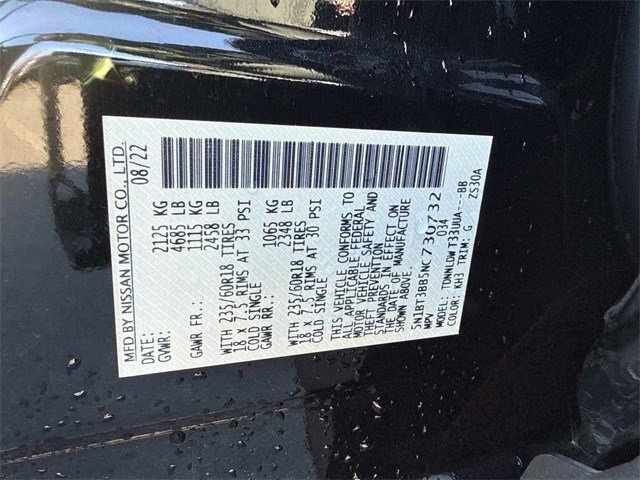 MFD BY NISSAN MOTOR CO., LTD.
DATE: 08/22
GVWR: 2125 KG
4685 LB
GAWR FR.: 1115 KG
2458 LB
WITH 235/60R18 TIRES
18 X 7.5 RIMS AT 33 PSI
COLD SINGLE
GAWR RR.: 1065 KG
2348 LB
WITH 235/60R18 TIRES
18 X 7.5 RIMS AT 30 PSI
COLD SINGLE
THIS VEHICLE CONFORMS TO
ALL APPLICABLE FEDERAL
MOTOR VEHICLE SAFETY AND
THEFT PREVENTION
STANDARDS IN EFFECT ON
THE DATE OF MANUFACTURE
SHOWN ABOVE.
5N1BT3BB5NC730732
MPV 034
MODEL: TDWNLDWT33UUA---BB
COLOR: KH3 TRIM: G
ZS30A